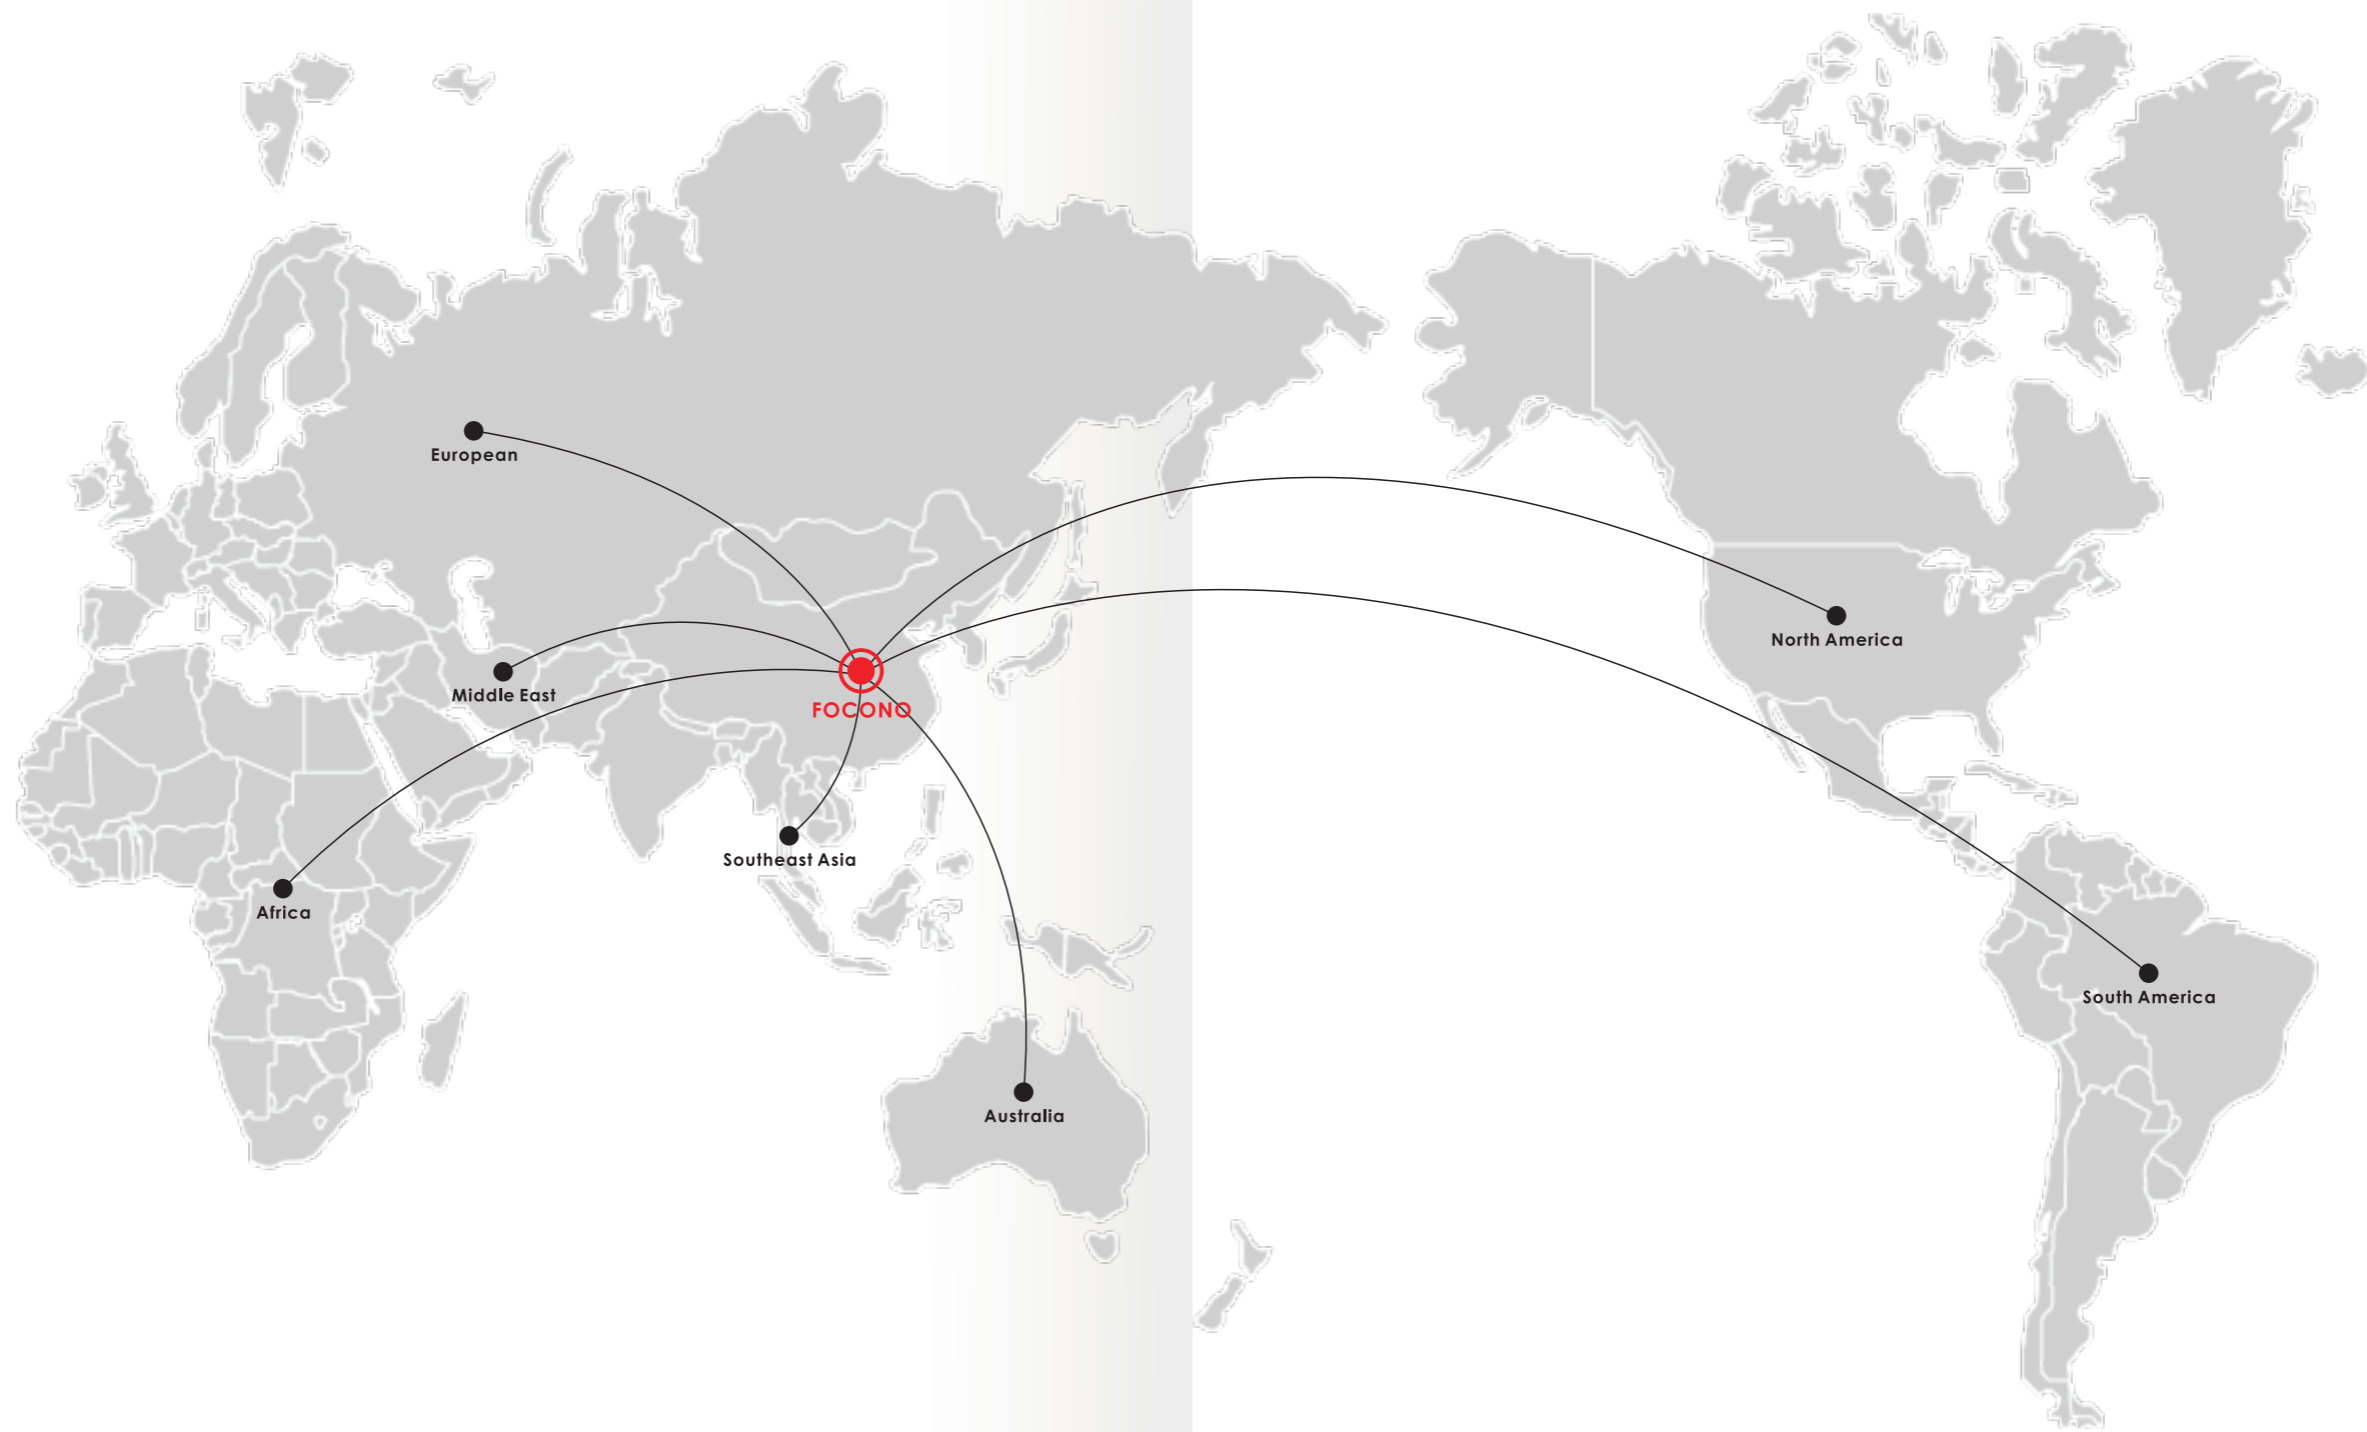 European
North America
Middle East
FOCONO
Southeast Asia
Africa
South America
Australia